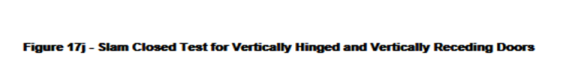 Figure 17j - Slam Closed Test for Vertically Hinged and Vertically Receding Doors